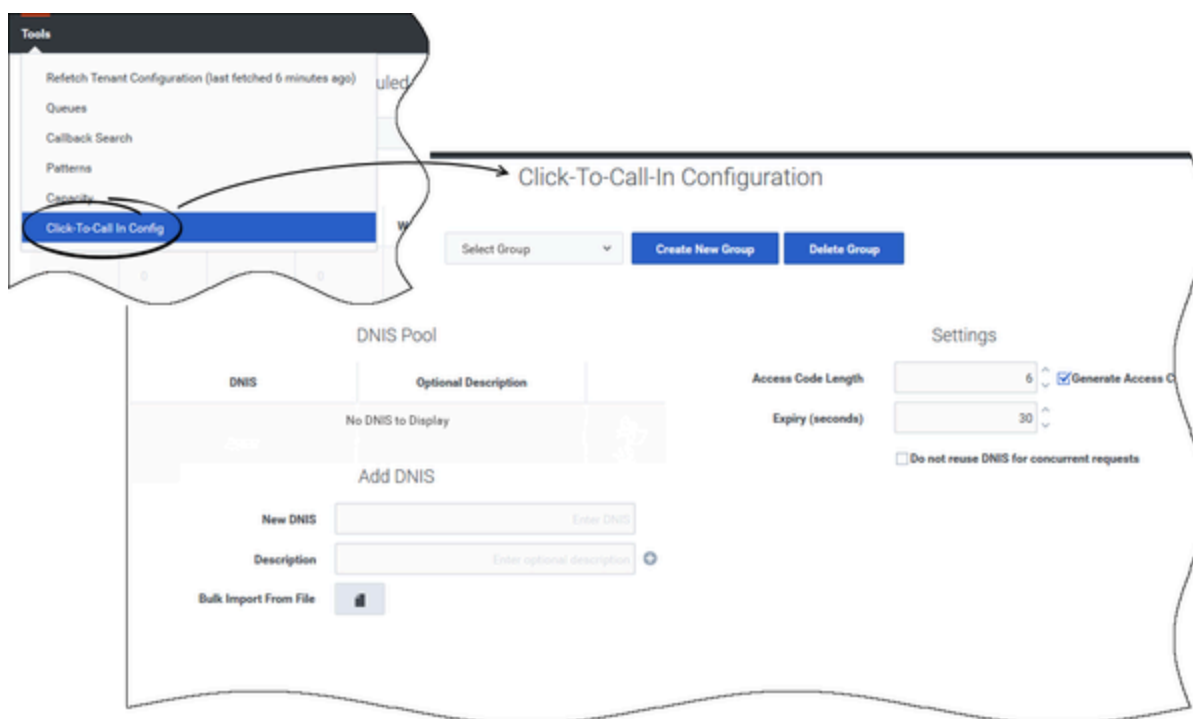 Tools
Refetch Tenant Configuration (last fetched 6 minutes ago)
uled
Queues
Callback Search
Patterns
Capacity
Click-To-Call In Config
W
0
0
Click-To-Call-In Configuration
Select Group
Create New Group
Delete Group
DNIS Pool
DNIS
Optional Description
No DNIS to Display
Add DNIS
New DNIS
Enter DNIS
Description
Enter optional description
Bulk Import From File
Settings
Access Code Length
6
Generate Access C
Expiry (seconds)
30
Do not reuse DNIS for concurrent requests